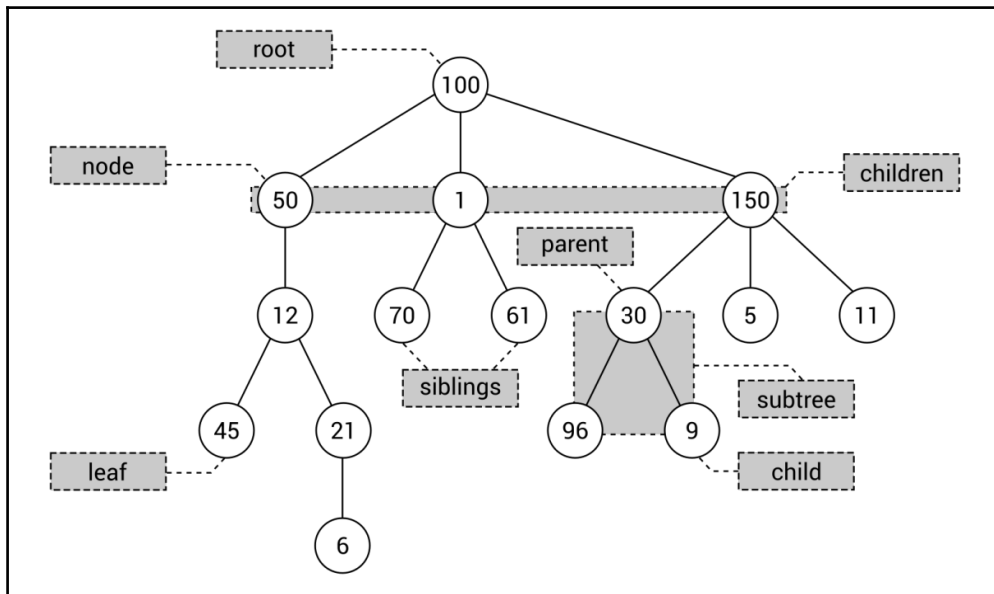 root
100
node
children
50
1
150
parent
12
70
61
30
5
11
siblings
subtree
45
21
96
9
leaf
child
6